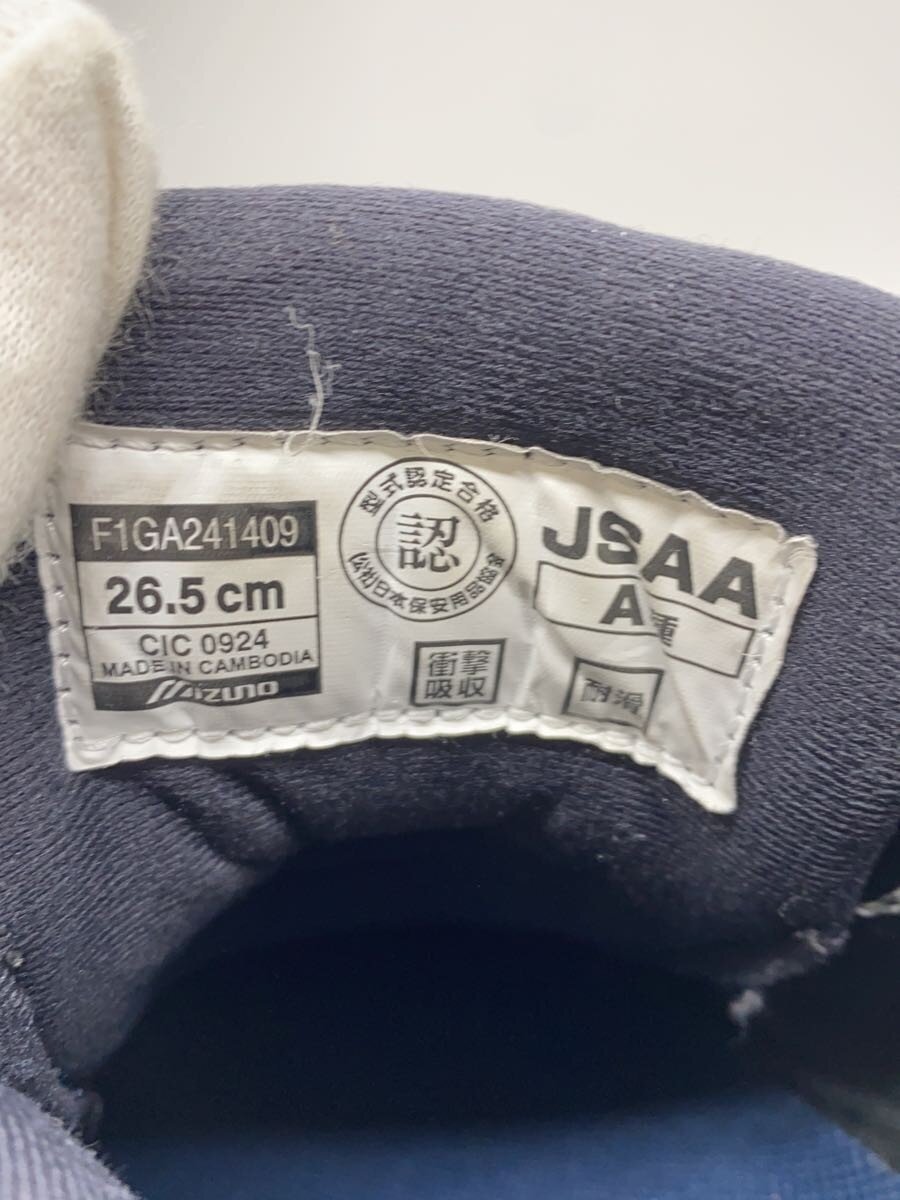 F1GA241409
26.5 cm
CIC 0924
MADE IN CAMBODIA
MIZUNO
型式認定合格
認
(公社)日本保安用品協会
衝撃
吸収
JSAA
A種
耐滑